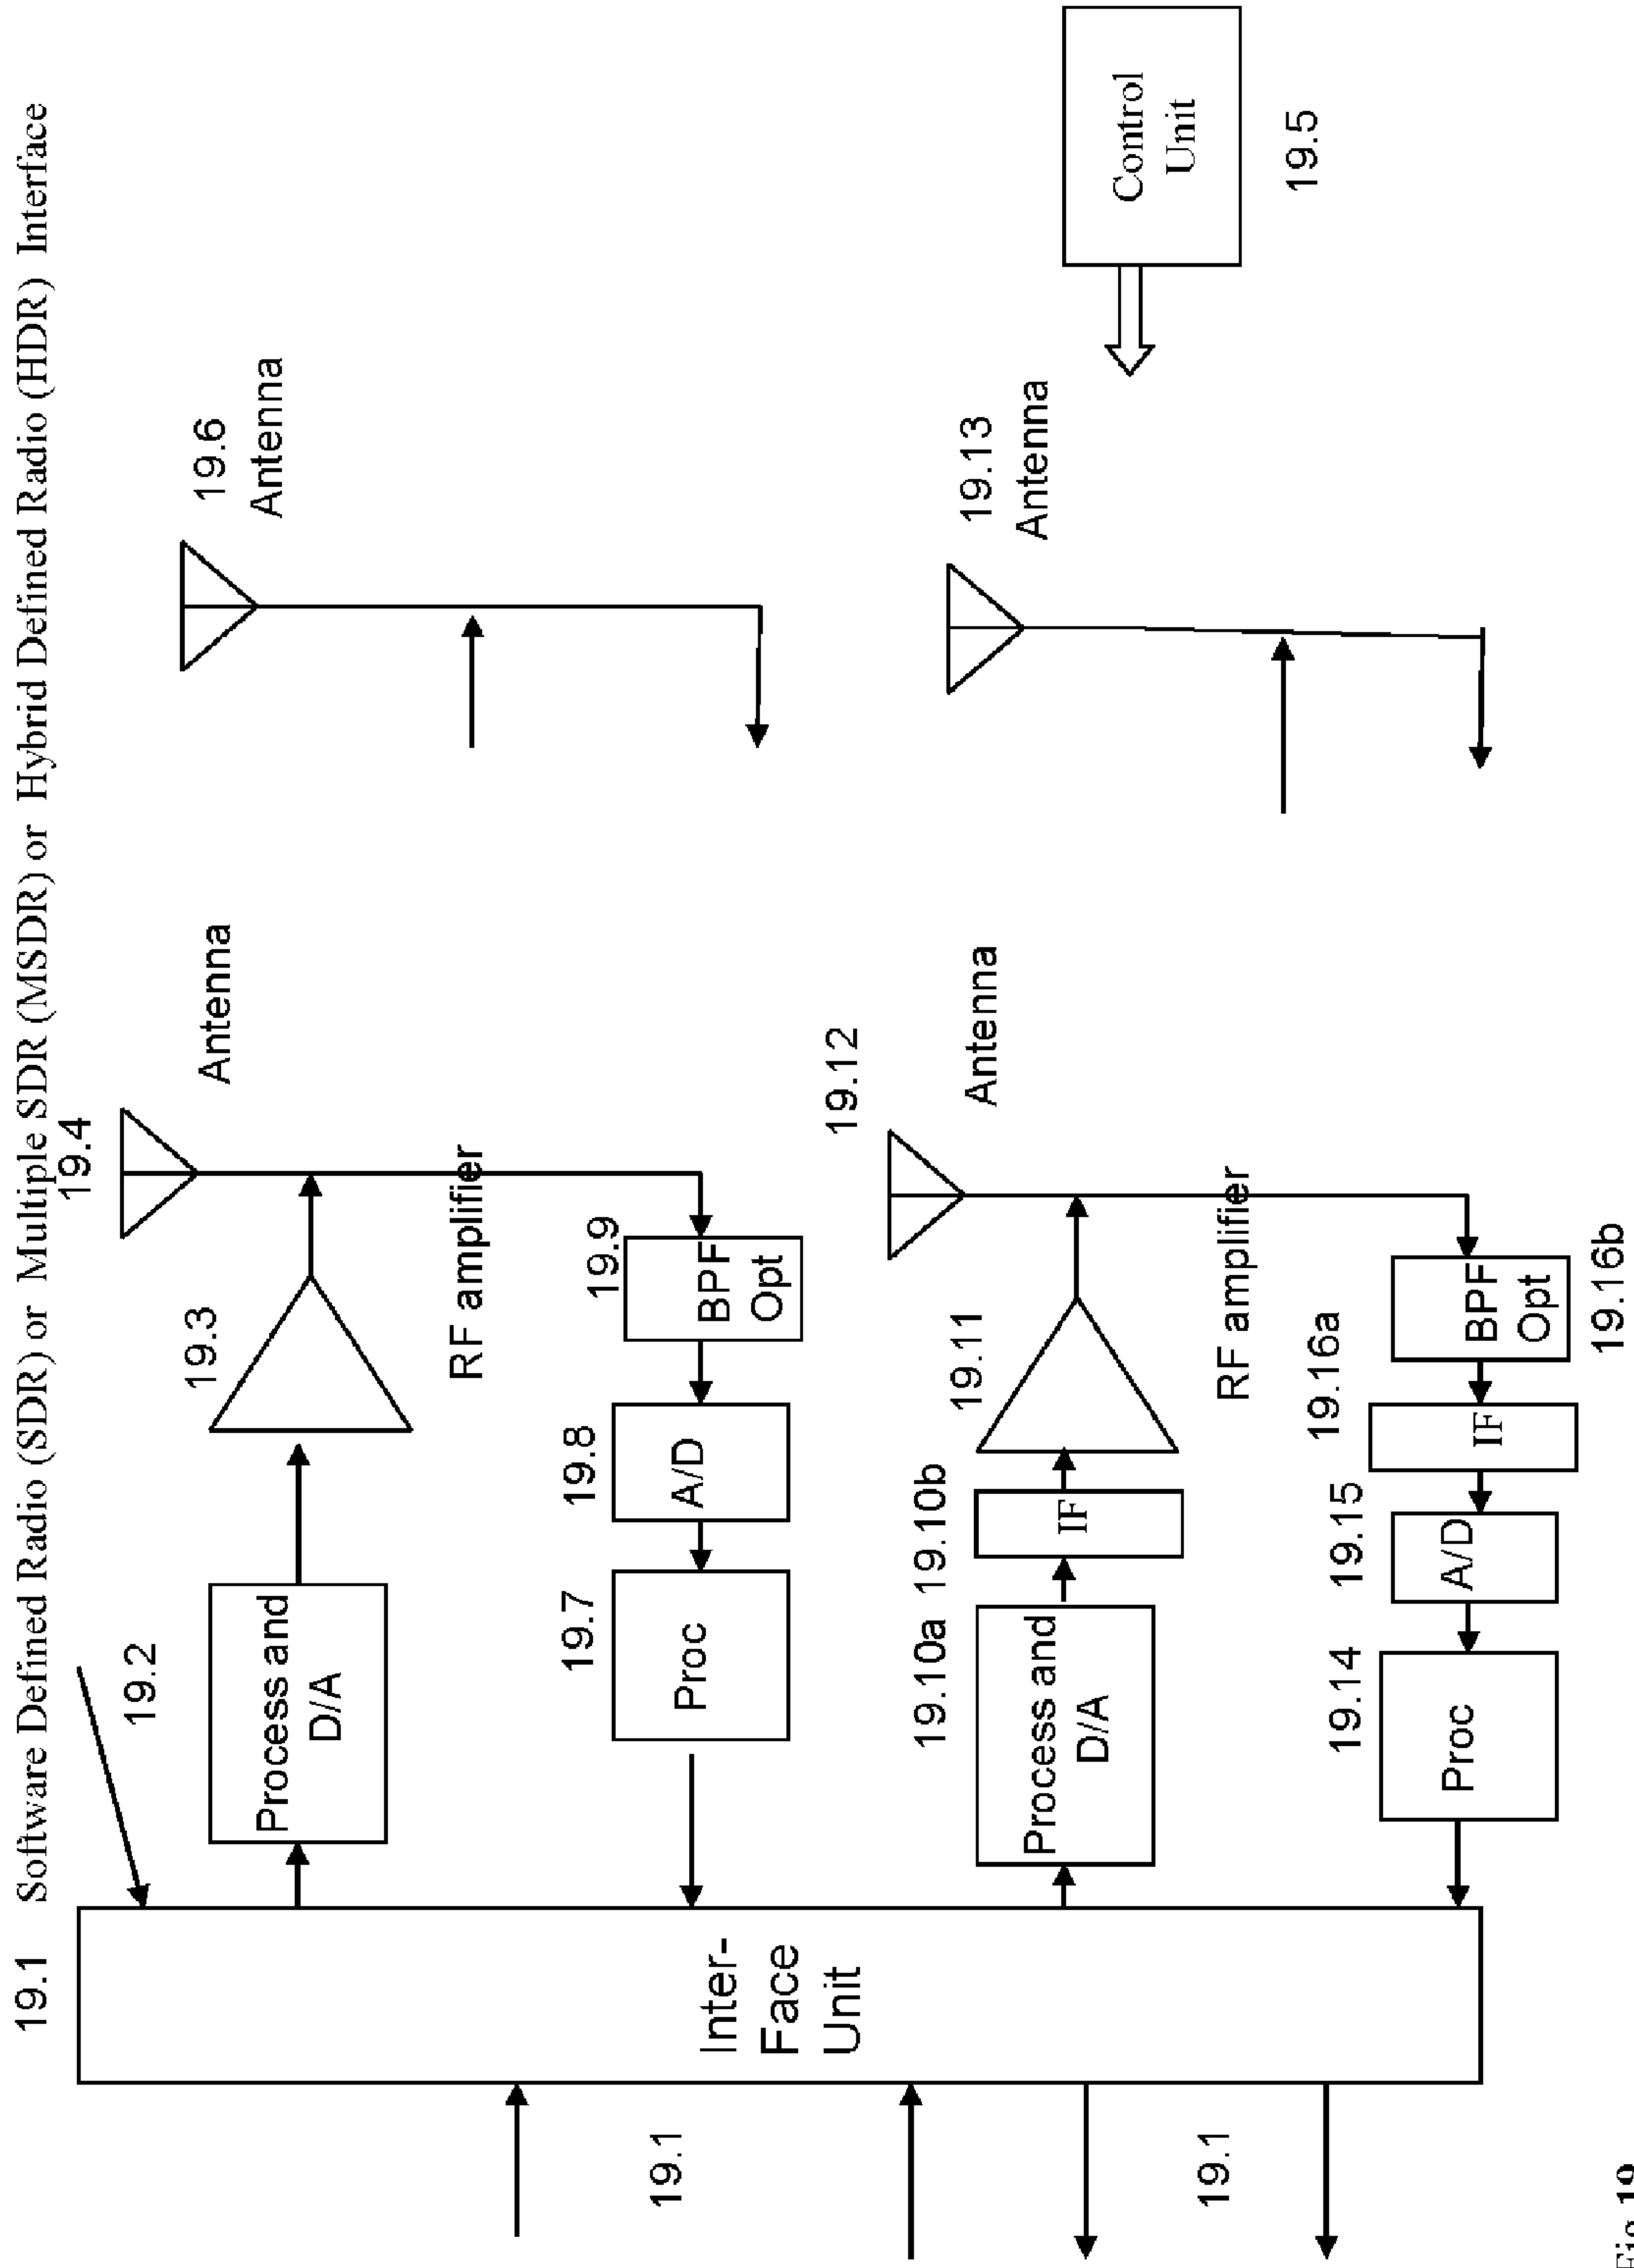 19.1 Software Defined Radio (SDR) or Multiple SDR (MSDR) or Hybrid Defined Radio (HDR) Interface
19.4
19.2
19.3
Antenna
19.6
Antenna
Process and
D/A
RF amplifier
19.7
19.8
19.9
Proc
A/D
BPF
Opt
Inter-
Face
Unit
19.1
19.12
19.10a
19.10b
19.11
Antenna
19.13
Antenna
Process and
D/A
IF
RF amplifier
Control
Unit
19.5
19.1
19.14
19.15
19.16a
Proc
A/D
IF
BPF
Opt
19.16b
Fig 19